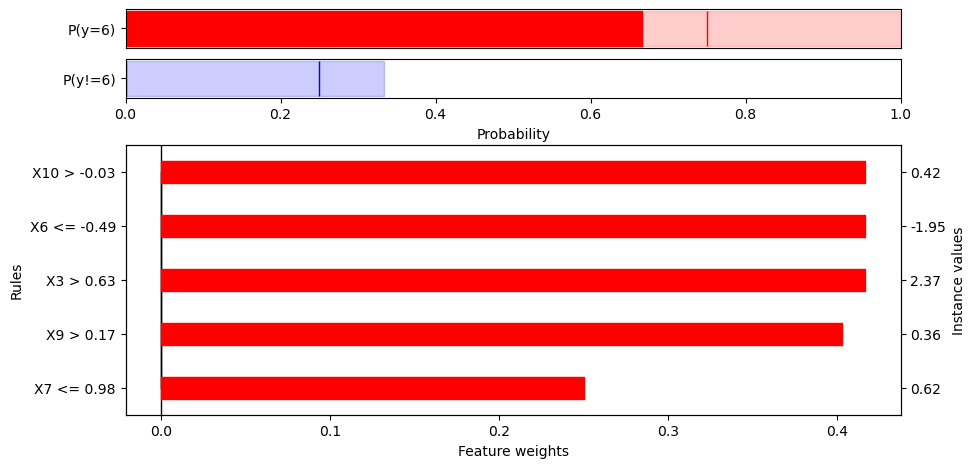 P(y=6)
P(y!=6)
0.0 0.2 0.4 0.6 0.8 1.0
Probability
X10 > -0.03 0.42
X6 <= -0.49 -1.95
X3 > 0.63 2.37
X9 > 0.17 0.36
X7 <= 0.98 0.62
Rules
Instance values
0.0 0.1 0.2 0.3 0.4
Feature weights